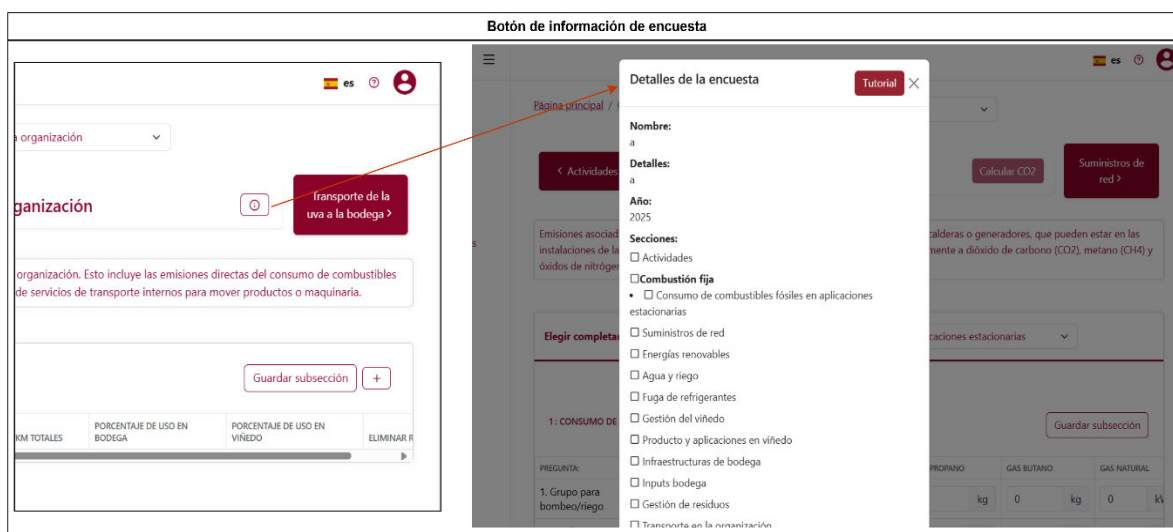 Botón de información de encuesta
es
a organización
ganización
Transporte de la
uva a la bodega >
organización. Esto incluye las emisiones directas del consumo de combustibles
de servicios de transporte internos para mover productos o maquinaria.
Guardar subsección
+
KM TOTALES
PORCENTAJE DE USO EN
BODEGA
PORCENTAJE DE USO EN
VIÑEDO
ELIMINAR R
es
Página principal /
< Actividades
Calcular CO2
Suministros de
red >
Emisiones asociad
calderas o generadores, que pueden estar en las
instalaciones de la
mente a dióxido de carbono (CO2), metano (CH4) y
óxidos de nitróge
Elegir completa
caciones estacionarias
1: CONSUMO DE
Guardar subsección
PREGUNTA:
PROPANO
GAS BUTANO
GAS NATURAL
1. Grupo para
bombeo/riego
kg
0
kg
0
Detalles de la encuesta
Tutorial
Nombre:
a
Detalles:
a
Año:
2025
Secciones:
Actividades
Combustión fija
• Consumo de combustibles fósiles en aplicaciones
estacionarias
Suministros de red
Energías renovables
Agua y riego
Fuga de refrigerantes
Gestión del viñedo
Producto y aplicaciones en viñedo
Infraestructuras de bodega
Inputs bodega
Gestión de residuos
Transporte en la organización